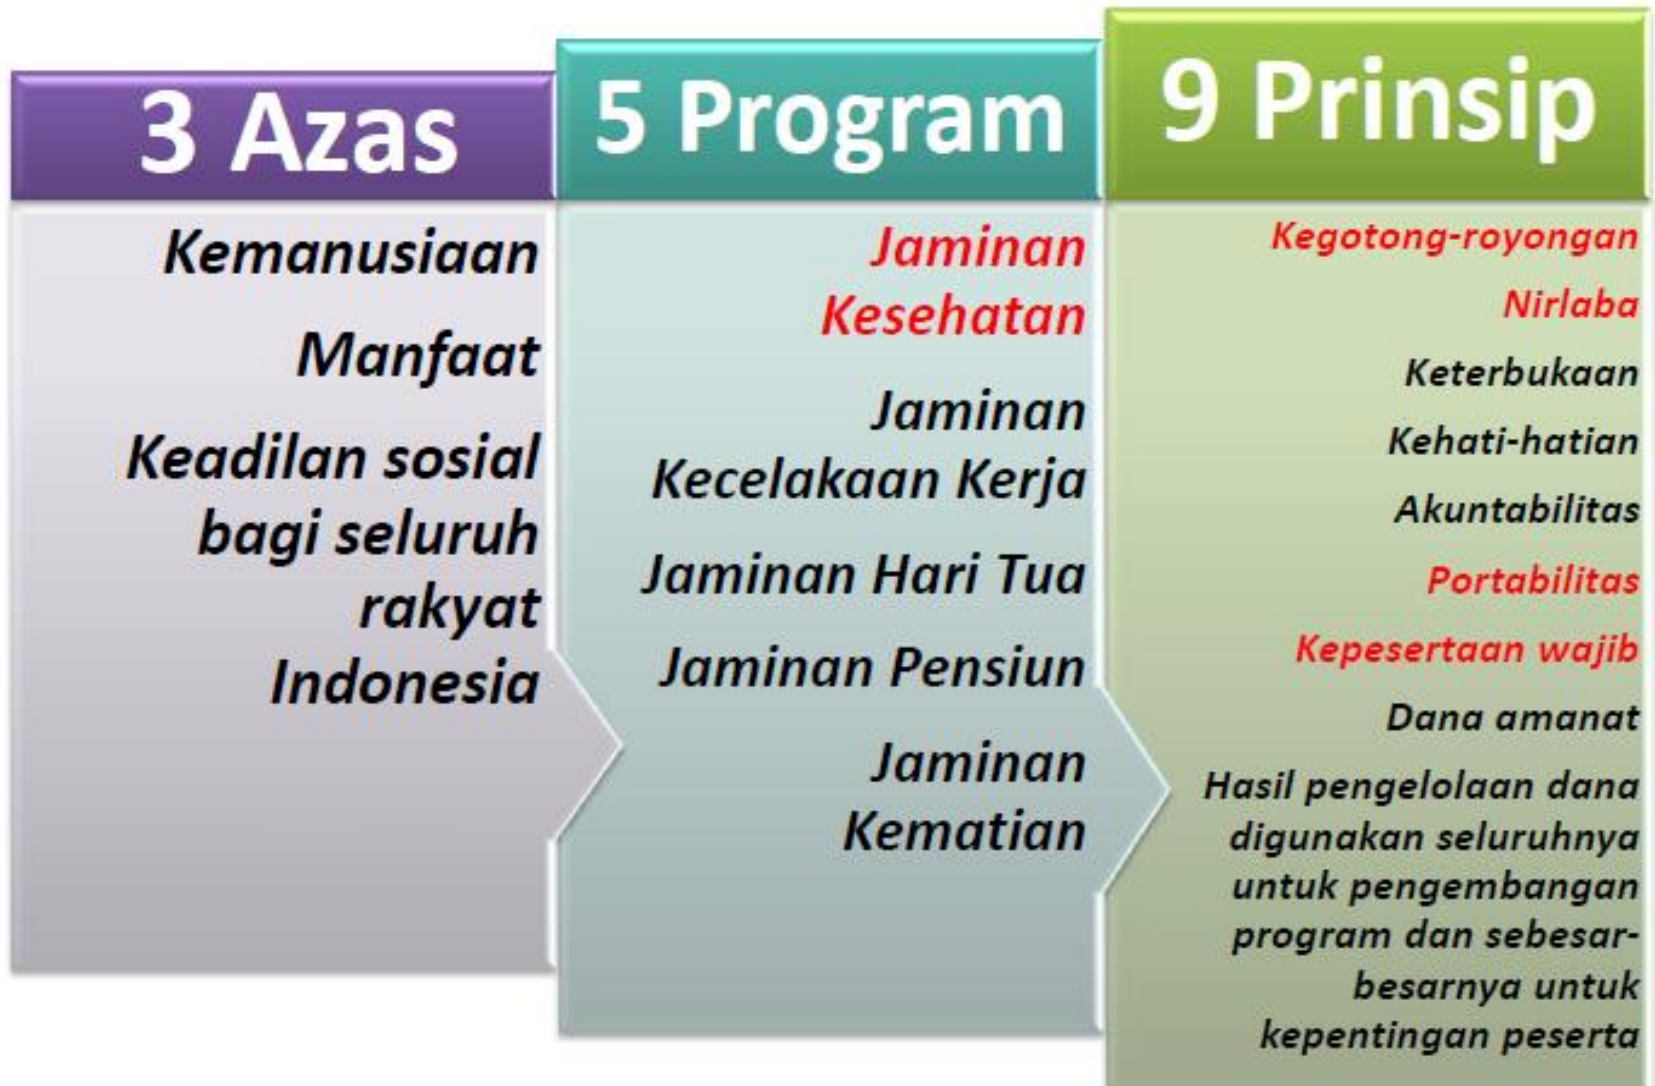 3 Azas
Kemanusiaan
Manfaat
Keadilan sosial
bagi seluruh
rakyat
Indonesia
5 Program
Jaminan
Kesehatan
Jaminan
Kecelakaan Kerja
Jaminan Hari Tua
Jaminan Pensiun
Jaminan
Kematian
9 Prinsip
Kegotong-royongan
Nirlaba
Keterbukaan
Kehati-hatian
Akuntabilitas
Portabilitas
Kepesertaan wajib
Dana amanat
Hasil pengelolaan dana
digunakan seluruhnya
untuk pengembangan
program dan sebesar-
besarnya untuk
kepentingan peserta